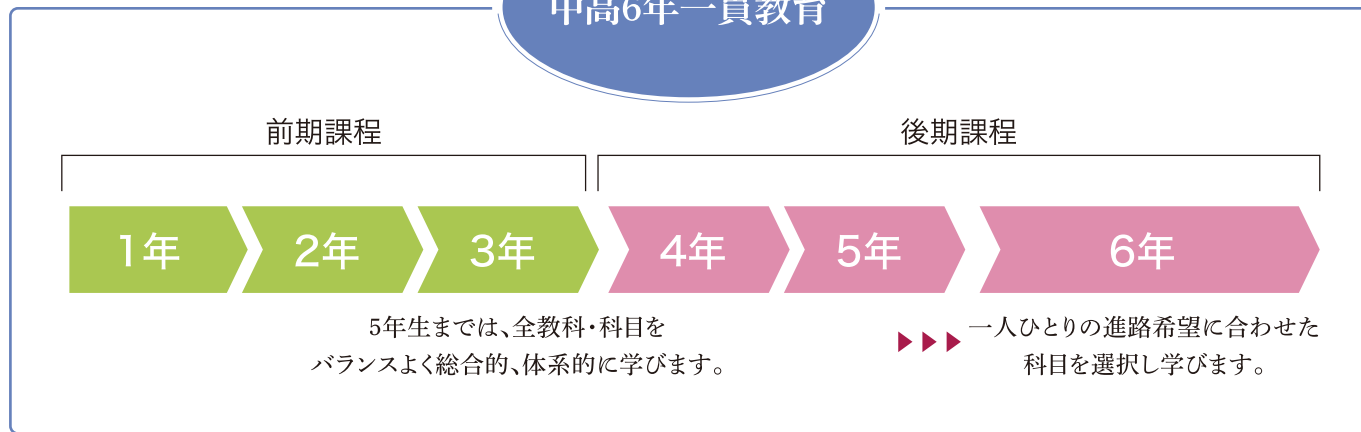 中高6年一貫教育
前期課程
後期課程
1年
2年
3年
4年
5年
6年
5年生までは、全教科・科目を
バランスよく総合的、体系的に学びます。
一人ひとりの進路希望に合わせた
科目を選択し学びます。